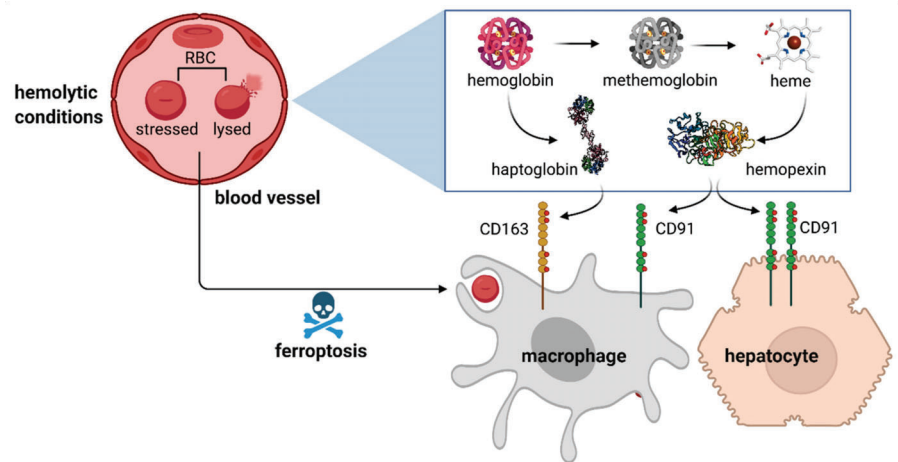 hemolytic
conditions
RBC
stressed
lysed
blood vessel
hemoglobin
methemoglobin
heme
haptoglobin
hemopexin
CD163
CD91
CD91
ferroptosis
macrophage
hepatocyte